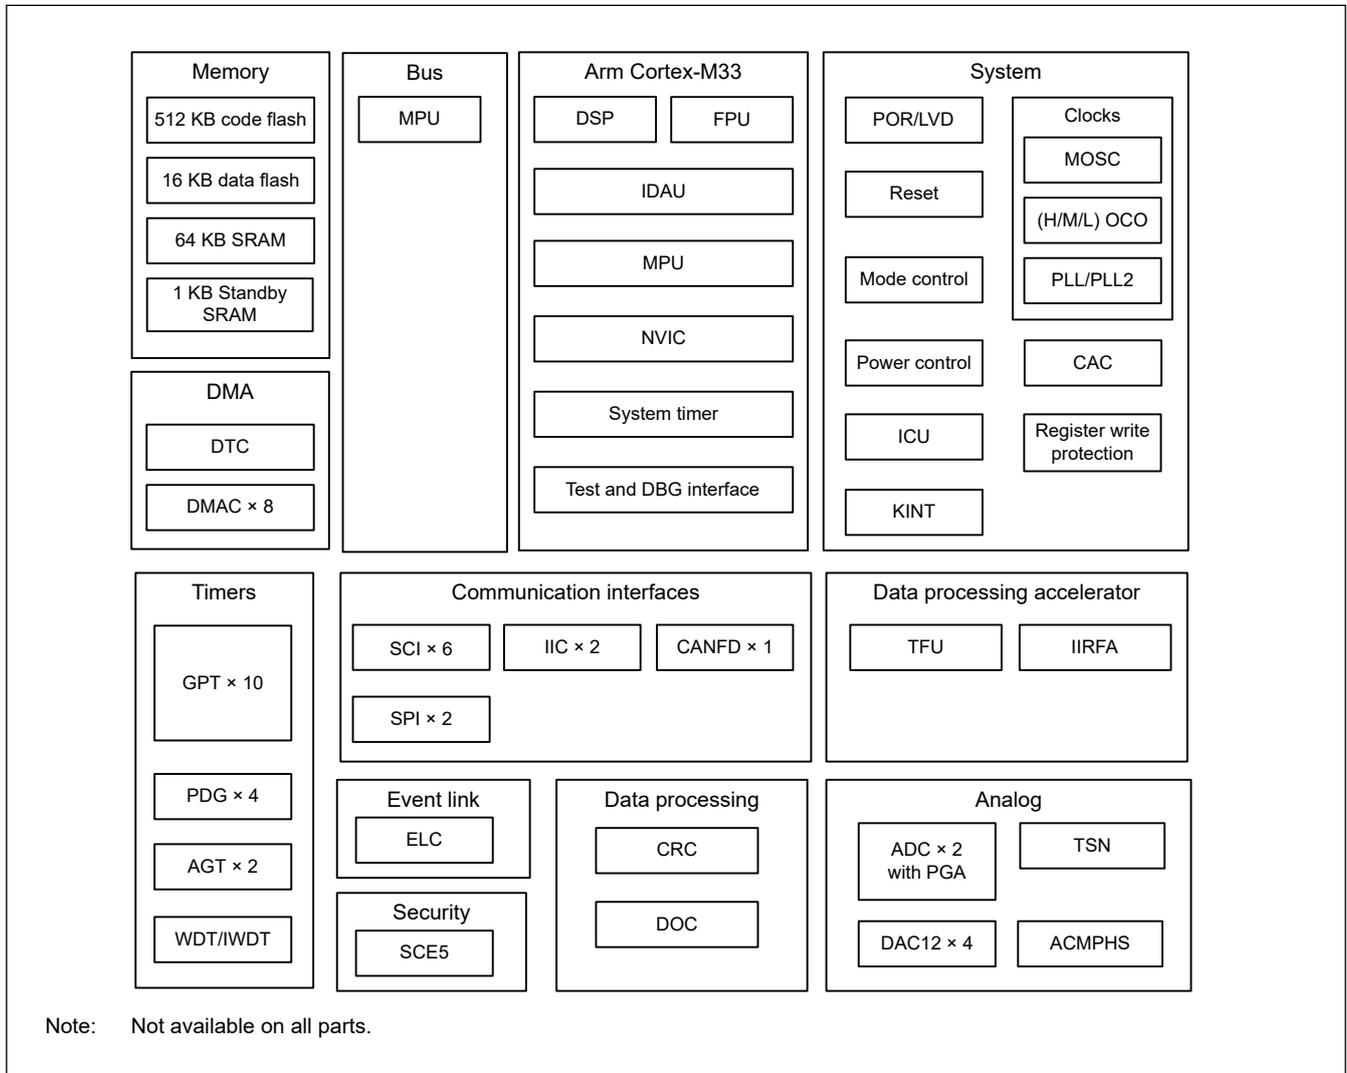 Memory
512 KB code flash
16 KB data flash
64 KB SRAM
1 KB Standby
SRAM
DMA
DTC
DMAC × 8
Bus
MPU
Arm Cortex-M33
DSP
FPU
IDAU
MPU
NVIC
System timer
Test and DBG interface
System
POR/LVD
Reset
Mode control
Power control
ICU
KINT
Clocks
MOSC
(H/M/L) OCO
PLL/PLL2
CAC
Register write
protection
Timers
GPT × 10
PDG × 4
AGT × 2
WDT/IWDT
Communication interfaces
SCI × 6
IIC × 2
CANFD × 1
SPI × 2
Data processing accelerator
TFU
IIRFA
Event link
ELC
Security
SCE5
Data processing
CRC
DOC
Analog
ADC × 2
with PGA
TSN
DAC12 × 4
ACMPHS
Note: Not available on all parts.